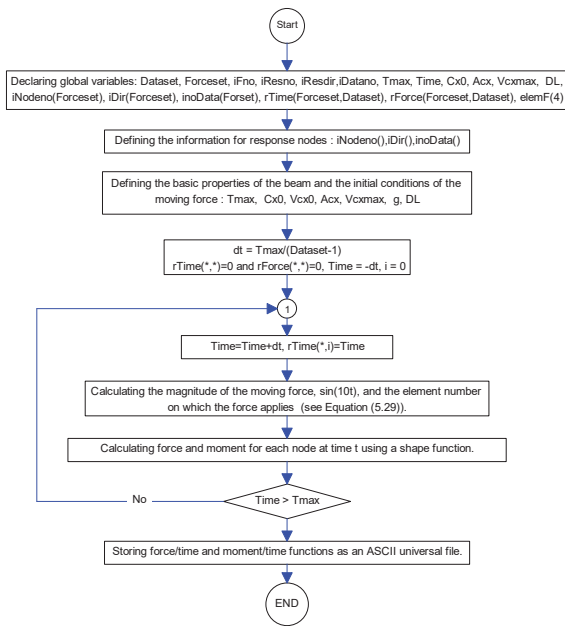 Start
Declaring global variables: Dataset, Forceset, iFno, iResno, iResdir,iDatano, Tmax, Time, Cx0, Acx, Vcxmax, DL,
iNodeno(Forceset), iDir(Forceset), inoData(Forset), rTime(Forceset,Dataset), rForce(Forceset,Dataset), elemF(4)
Defining the information for response nodes : iNodeno(),iDir(),inoData()
Defining the basic properties of the beam and the initial conditions of the
moving force : Tmax, Cx0, Vcx0, Acx, Vcxmax, g, DL
dt = Tmax/(Dataset-1)
rTime(*,*)=0 and rForce(*,*)=0, Time = -dt, i = 0
1
Time=Time+dt, rTime(*,i)=Time
Calculating the magnitude of the moving force, sin(10t), and the element number
on which the force applies (see Equation (5.29)).
Calculating force and moment for each node at time t using a shape function.
No
Time > Tmax
Storing force/time and moment/time functions as an ASCII universal file.
END